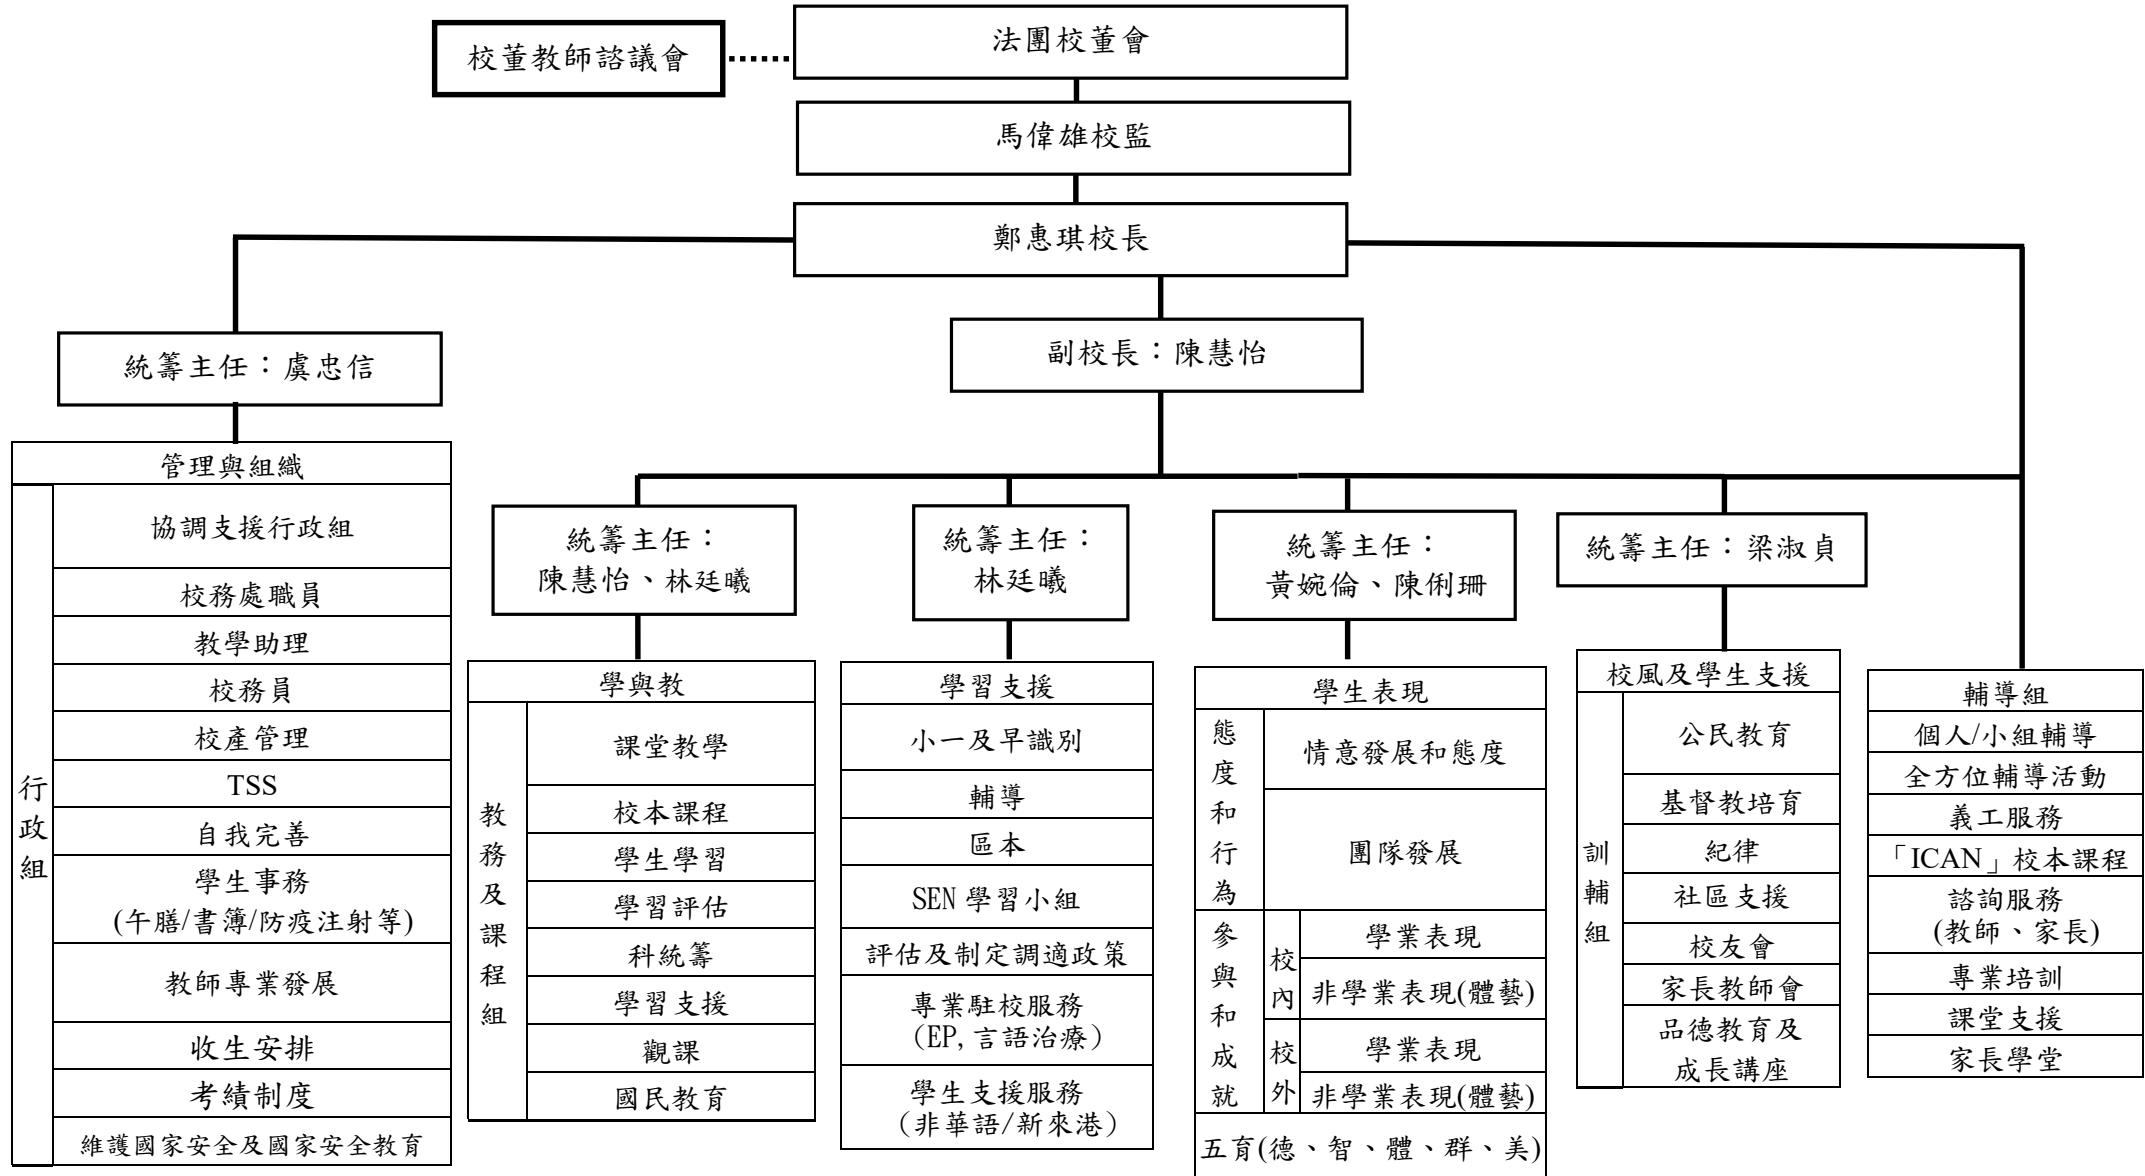 法團校董會
校董教師諮議會
馬偉雄校監
鄭惠琪校長
統籌主任：虞忠信
副校長：陳慧怡
管理與組織
行政組
協調支援行政組
校務處職員
教學助理
校務員
校產管理
TSS
自我完善
學生事務
(午膳/書簿/防疫注射等)
教師專業發展
收生安排
考績制度
維護國家安全及國家安全教育
統籌主任：
陳慧怡、林廷曦
學與教
教務及課程組
課堂教學
校本課程
學生學習
學習評估
科統籌
學習支援
觀課
國民教育
統籌主任：
林廷曦
學習支援
小一及早識別
輔導
區本
SEN 學習小組
評估及制定調適政策
專業駐校服務
(EP, 言語治療)
學生支援服務
(非華語/新來港)
統籌主任：
黃婉倫、陳俐珊
學生表現
態度和行為
情意發展和態度
團隊發展
參與和成就
校內
學業表現
非學業表現(體藝)
校外
學業表現
非學業表現(體藝)
五育(德、智、體、群、美)
統籌主任：梁淑貞
校風及學生支援
訓輔組
公民教育
基督教培育
紀律
社區支援
校友會
家長教師會
品德教育及
成長講座
輔導組
個人/小組輔導
全方位輔導活動
義工服務
「ICAN」校本課程
諮詢服務
(教師、家長)
專業培訓
課堂支援
家長學堂